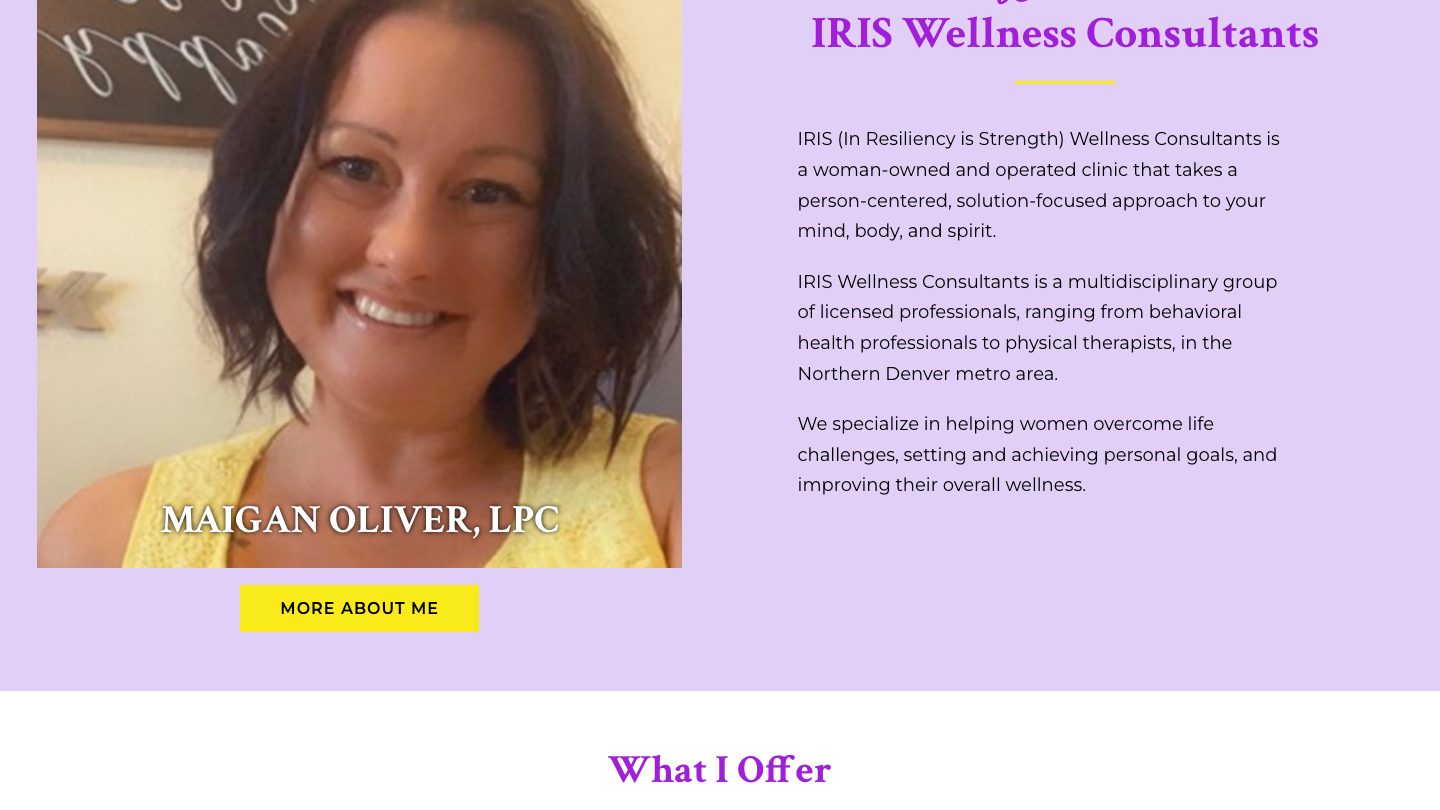 IRIS Wellness Consultants
IRIS (In Resiliency is Strength) Wellness Consultants is
a woman-owned and operated clinic that takes a
person-centered, solution-focused approach to your
mind, body, and spirit.
IRIS Wellness Consultants is a multidisciplinary group
of licensed professionals, ranging from behavioral
health professionals to physical therapists, in the
Northern Denver metro area.
We specialize in helping women overcome life
challenges, setting and achieving personal goals, and
improving their overall wellness.
MAIGAN OLIVER, LPC
MORE ABOUT ME
What I Offer